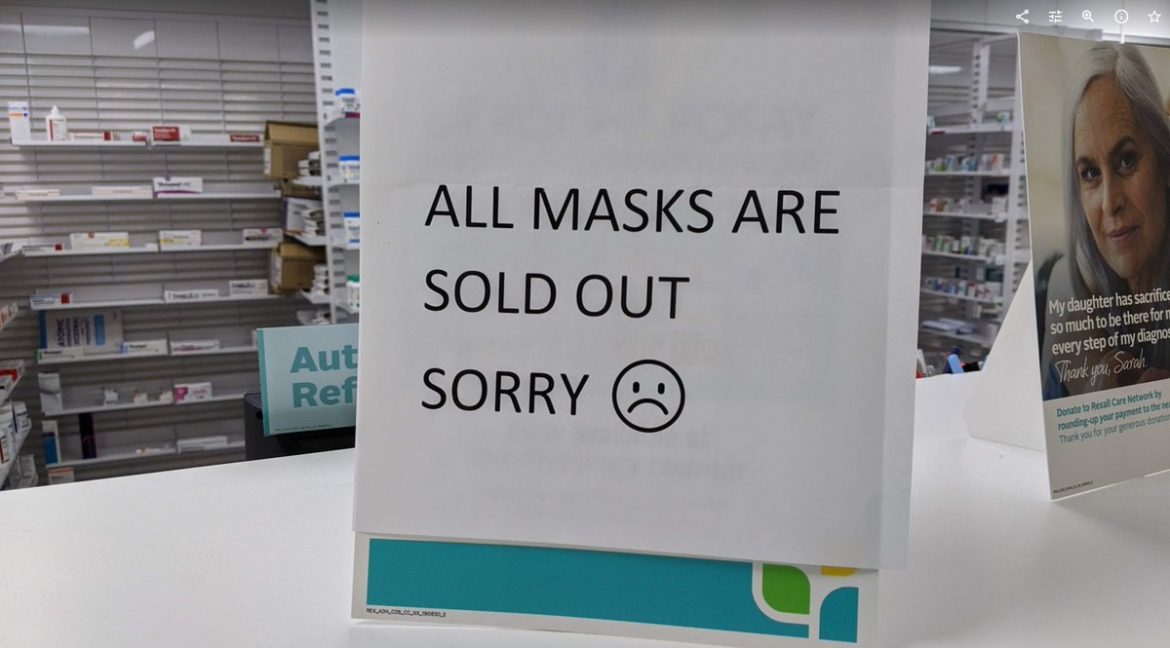 ALL MASKS ARE
SOLD OUT
SORRY
Aut
Ref
My daughter has sacrifice
so much to be there for m
every step of my diagnos
Thank you, Sarah.
Donate to Rexall Care Network by
rounding-up your payment to the ne
Thank you for your generous donation